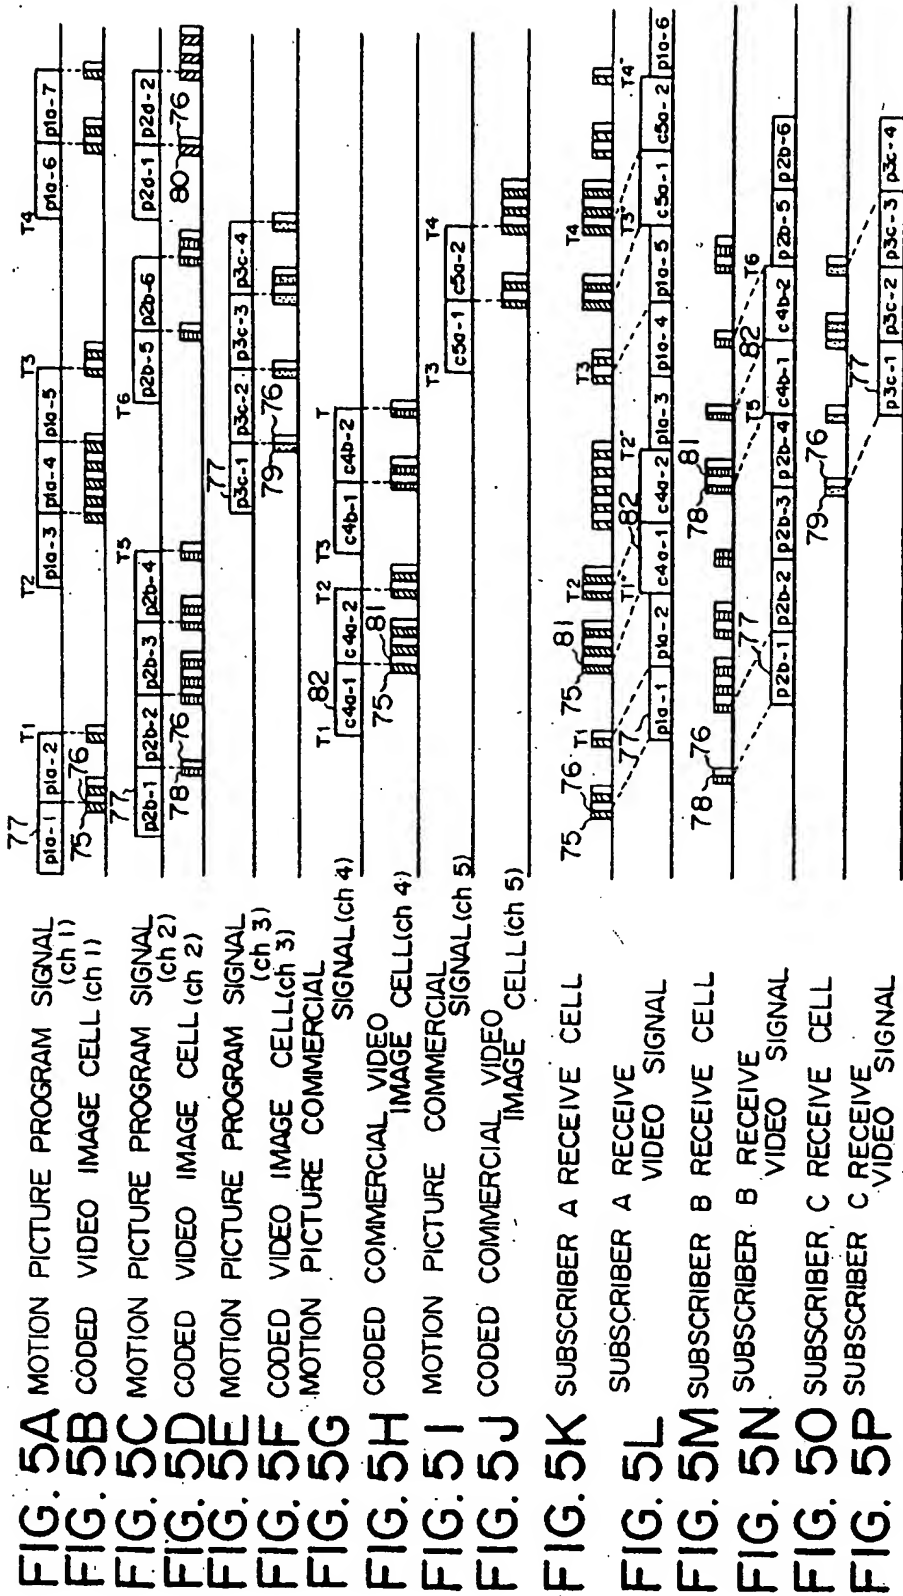 FIG. 5A MOTION PICTURE PROGRAM SIGNAL (ch 1)
77 p1a-1 p1a-2 T1 T2 p1a-3 p1a-4 p1a-5 T3 T4 p1a-6 p1a-7
FIG. 5B CODED VIDEO IMAGE CELL (ch 1)
75 76
FIG. 5C MOTION PICTURE PROGRAM SIGNAL (ch 2)
77 p2b-1 p2b-2 p2b-3 p2b-4 T5 T6 p2b-5 p2b-6 p2d-1 p2d-2
FIG. 5D CODED VIDEO IMAGE CELL (ch 2)
78 76 80 76
FIG. 5E MOTION PICTURE PROGRAM SIGNAL (ch 3)
77 p3c-1 p3c-2 p3c-3 p3c-4
FIG. 5F CODED VIDEO IMAGE CELL (ch 3)
79 76
FIG. 5G MOTION PICTURE COMMERCIAL SIGNAL (ch 4)
T1 82 c4a-1 c4a-2 T2 T3 c4b-1 c4b-2 T
FIG. 5H CODED COMMERCIAL VIDEO IMAGE CELL (ch 4)
75 81
FIG. 5I MOTION PICTURE COMMERCIAL SIGNAL (ch 5)
T3 c5a-1 c5a-2 T4
FIG. 5J CODED COMMERCIAL VIDEO IMAGE CELL (ch 5)
FIG. 5K SUBSCRIBER A RECEIVE CELL
75 76 T1 75 81 T2 T3 T4
FIG. 5L SUBSCRIBER A RECEIVE VIDEO SIGNAL
77 p1a-1 p1a-2 T1' c4a-1 82 c4a-2 T2' p1a-3 p1a-4 p1a-5 T3' c5a-1 c5a-2 T4' p1a-6
FIG. 5M SUBSCRIBER B RECEIVE CELL
78 76 78 81
FIG. 5N SUBSCRIBER B RECEIVE VIDEO SIGNAL
p2b-1 77 p2b-2 p2b-3 p2b-4 T5 c4b-1 82 c4b-2 T6 p2b-5 p2b-6
FIG. 5O SUBSCRIBER C RECEIVE CELL
79 76
FIG. 5P SUBSCRIBER C RECEIVE VIDEO SIGNAL
p3c-1 77 p3c-2 p3c-3 p3c-4